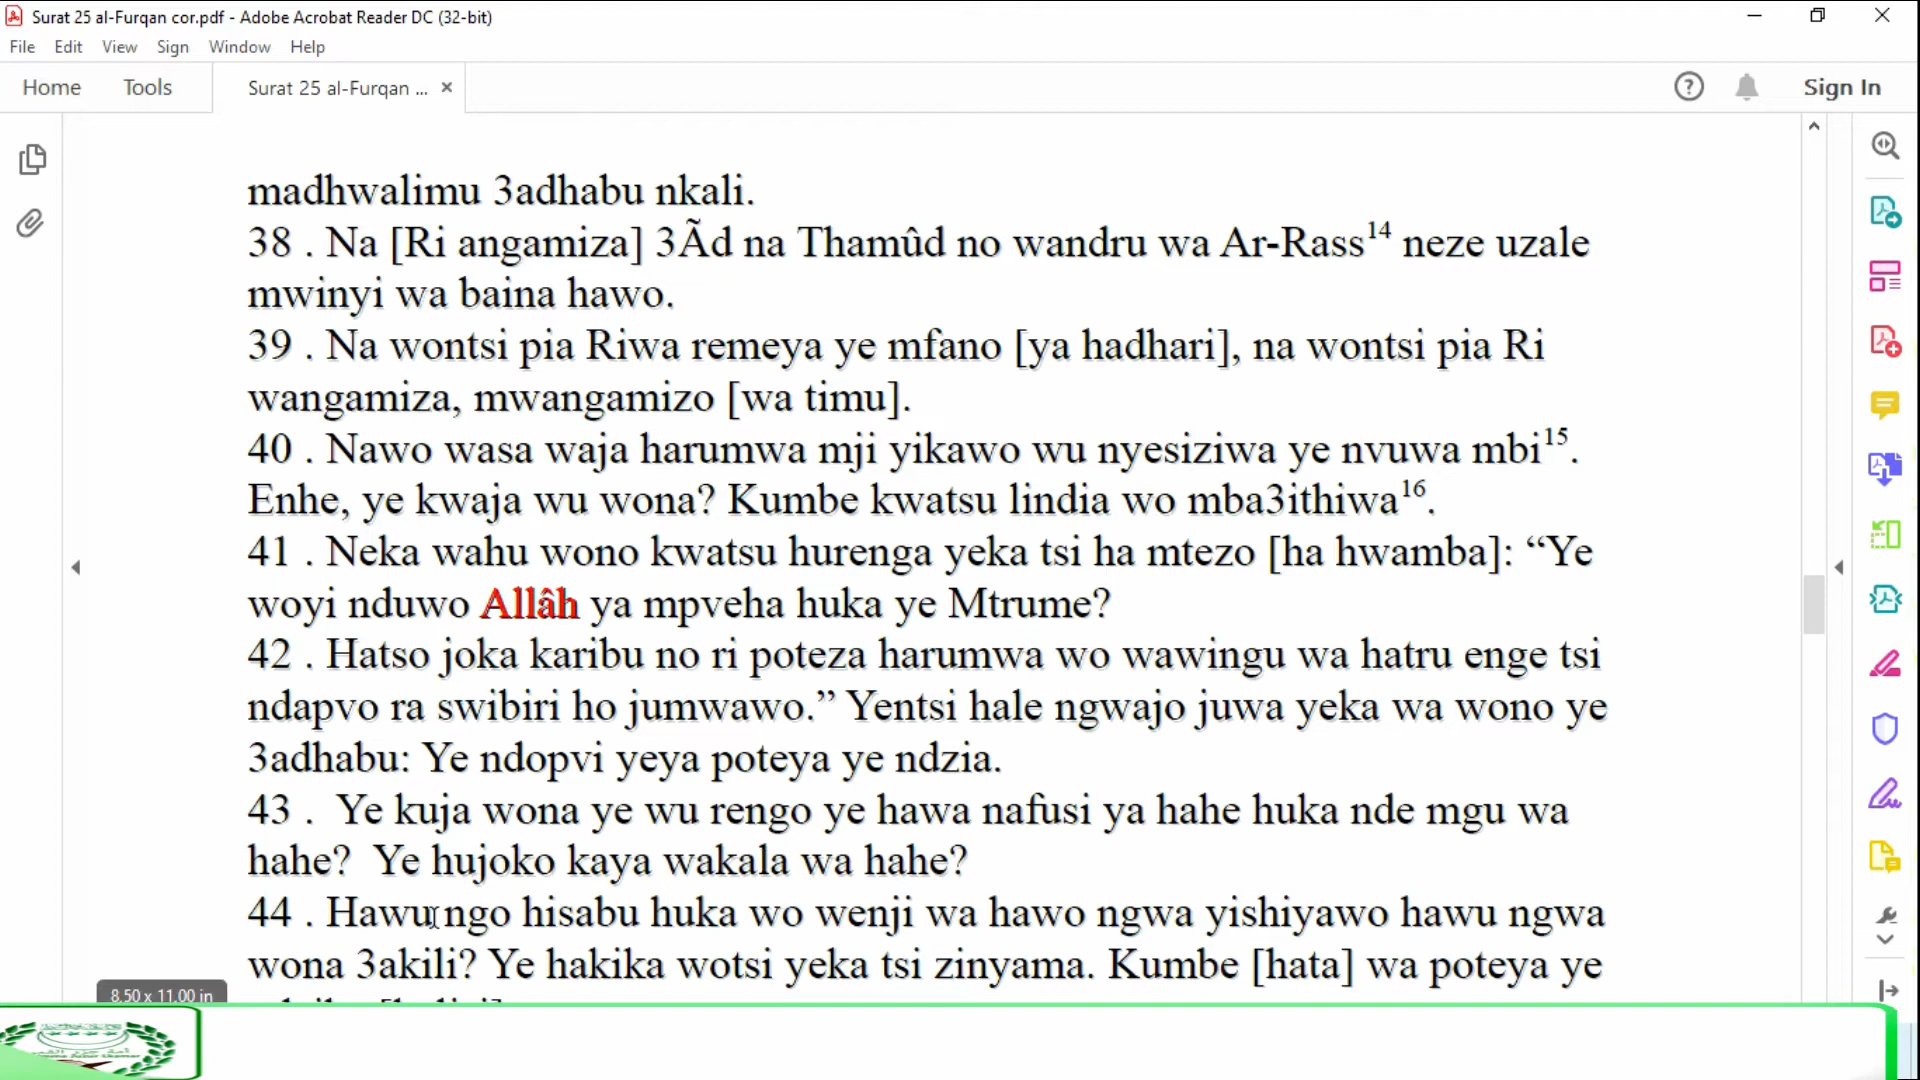 Surat 25 al-Furqan cor.pdf - Adobe Acrobat Reader DC (32-bit)
File Edit View Sign Window Help
Home Tools Surat 25 al-Furqan ... × Sign In
madhwalimu 3adhabu nkali.
38 . Na [Ri angamiza] 3Ãd na Thamûd no wandru wa Ar-Rass14 neze uzale
mwinyi wa baina hawo.
39 . Na wontsi pia Riwa remeya ye mfano [ya hadhari], na wontsi pia Ri
wangamiza, mwangamizo [wa timu].
40 . Nawo wasa waja harumwa mji yikawo wu nyesiziwa ye nvuwa mbi15.
Enhe, ye kwaja wu wona? Kumbe kwatsu lindia wo mba3ithiwa16.
41 . Neka wahu wono kwatsu hurenga yeka tsi ha mtezo [ha hwamba]: “Ye
woyi nduwo Allâh ya mpveha huka ye Mtrume?
42 . Hatso joka karibu no ri poteza harumwa wo wawingu wa hatru enge tsi
ndapvo ra swibiri ho jumwawo.” Yentsi hale ngwajo juwa yeka wa wono ye
3adhabu: Ye ndopvi yeya poteya ye ndzia.
43 . Ye kuja wona ye wu rengo ye hawa nafusi ya hahe huka nde mgu wa
hahe? Ye hujoko kaya wakala wa hahe?
44 . Hawu ngo hisabu huka wo wenji wa hawo ngwa yishiyawo hawu ngwa
wona 3akili? Ye hakika wotsi yeka tsi zinyama. Kumbe [hata] wa poteya ye
8.50 x 11.00 in